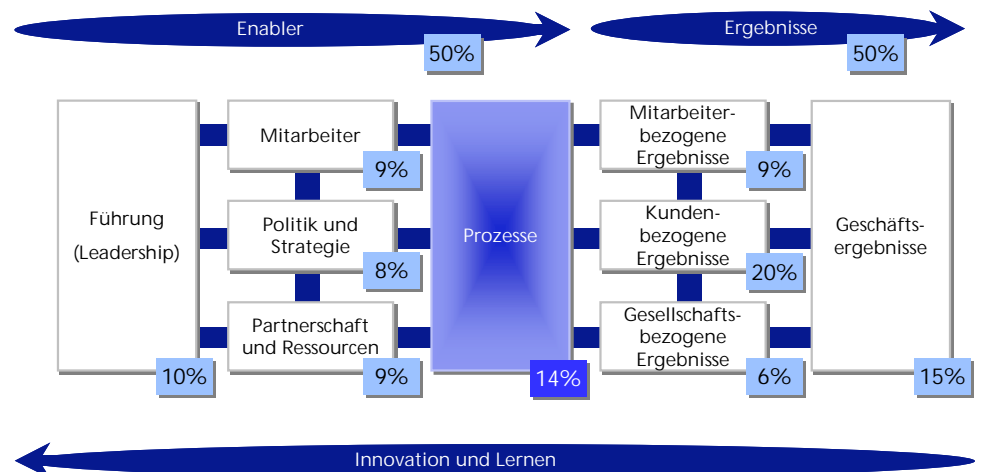 Enabler
50%
Ergebnisse
50%
Führung
(Leadership)
10%
Mitarbeiter
9%
Politik und
Strategie
8%
Partnerschaft
und Ressourcen
9%
Prozesse
14%
Mitarbeiter-
bezogene
Ergebnisse
9%
Kunden-
bezogene
Ergebnisse
20%
Gesellschafts-
bezogene
Ergebnisse
6%
Geschäfts-
ergebnisse
15%
Innovation und Lernen